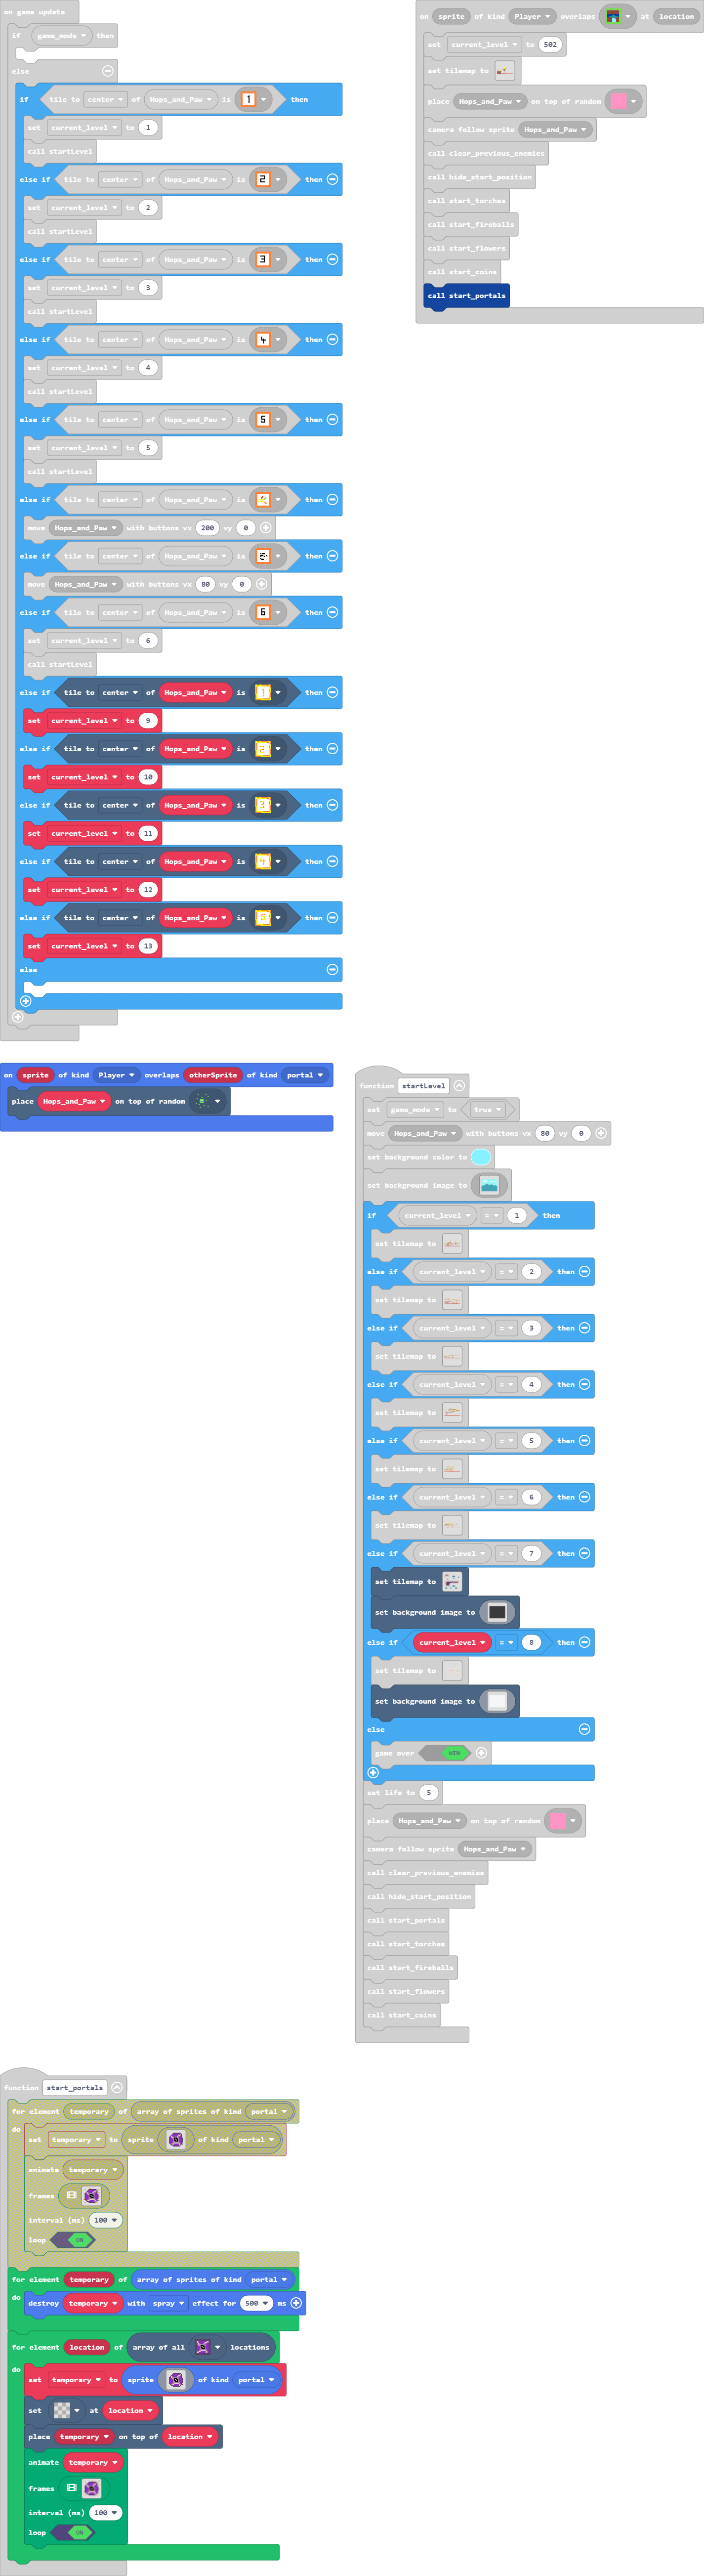 on game update
if game_mode then
else
if tile to center of Hops_and_Paw is 1 then
set current_level to 1
call startLevel
else if tile to center of Hops_and_Paw is 2 then
set current_level to 2
call startLevel
else if tile to center of Hops_and_Paw is 3 then
set current_level to 3
call startLevel
else if tile to center of Hops_and_Paw is 4 then
set current_level to 4
call startLevel
else if tile to center of Hops_and_Paw is 5 then
set current_level to 5
call startLevel
else if tile to center of Hops_and_Paw is then
move Hops_and_Paw with buttons vx 200 vy 0
else if tile to center of Hops_and_Paw is then
move Hops_and_Paw with buttons vx 80 vy 0
else if tile to center of Hops_and_Paw is 6 then
set current_level to 6
call startLevel
else if tile to center of Hops_and_Paw is 1 then
set current_level to 9
else if tile to center of Hops_and_Paw is 2 then
set current_level to 10
else if tile to center of Hops_and_Paw is 3 then
set current_level to 11
else if tile to center of Hops_and_Paw is 4 then
set current_level to 12
else if tile to center of Hops_and_Paw is then
set current_level to 13
else
on sprite of kind Player overlaps at location
set current_level to 502
set tilemap to
place Hops_and_Paw on top of random
camera follow sprite Hops_and_Paw
call clear_previous_enemies
call hide_start_position
call start_torches
call start_fireballs
call start_flowers
call start_coins
call start_portals
on sprite of kind Player overlaps otherSprite of kind portal
place Hops_and_Paw on top of random
function startLevel
set game_mode to true
move Hops_and_Paw with buttons vx 80 vy 0
set background color to
set background image to
if current_level = 1 then
set tilemap to
else if current_level = 2 then
set tilemap to
else if current_level = 3 then
set tilemap to
else if current_level = 4 then
set tilemap to
else if current_level = 5 then
set tilemap to
else if current_level = 6 then
set tilemap to
else if current_level = 7 then
set tilemap to
set background image to
else if current_level = 8 then
set tilemap to
set background image to
else
game over WIN
set life to 5
place Hops_and_Paw on top of random
camera follow sprite Hops_and_Paw
call clear_previous_enemies
call hide_start_position
call start_portals
call start_torches
call start_fireballs
call start_flowers
call start_coins
function start_portals
for element temporary of array of sprites of kind portal
do
set temporary to sprite of kind portal
animate temporary
frames
interval (ms) 100
loop ON
for element temporary of array of sprites of kind portal
do destroy temporary with spray effect for 500 ms
for element location of array of all locations
do
set temporary to sprite of kind portal
set at location
place temporary on top of location
animate temporary
frames
interval (ms) 100
loop ON